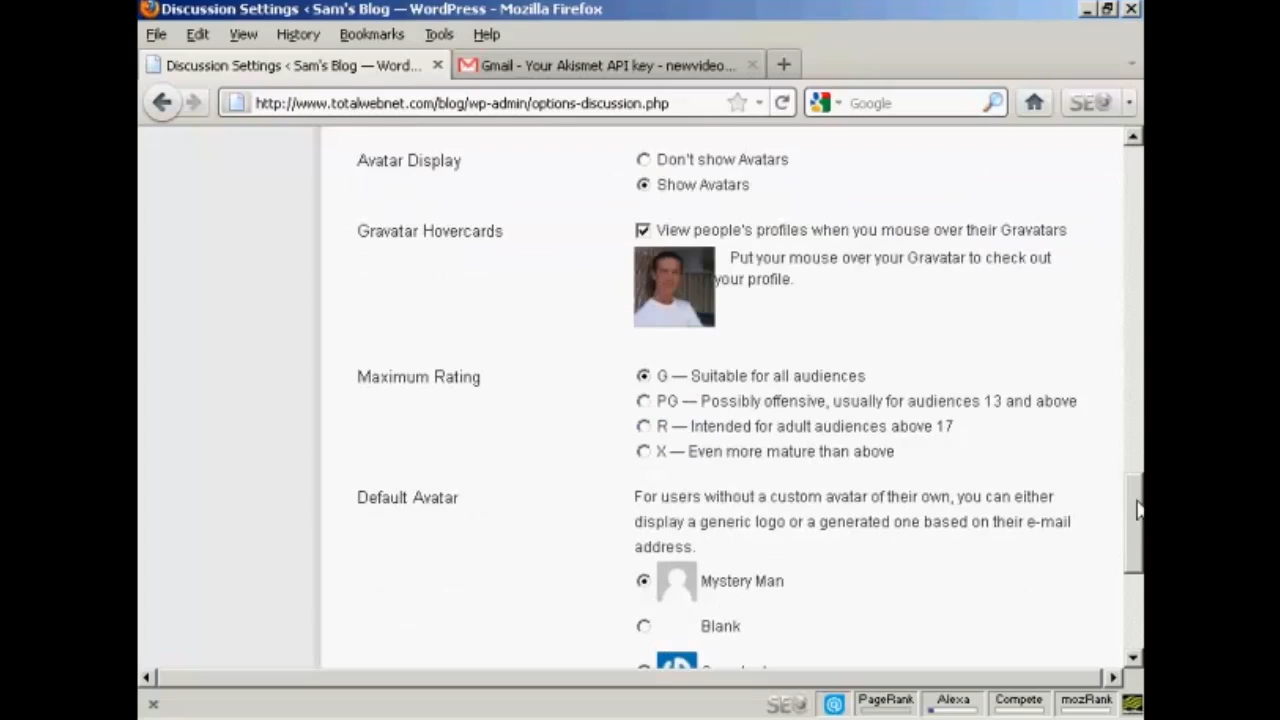 Discussion Settings ‹ Sam's Blog — WordPress - Mozilla Firefox
File Edit View History Bookmarks Tools Help
Discussion Settings ‹ Sam's Blog — Word...
Gmail - Your Akismet API key - newvideo...
http://www.totalwebnet.com/blog/wp-admin/options-discussion.php
Google
SEO
Avatar Display
Don't show Avatars
Show Avatars
Gravatar Hovercards
View people's profiles when you mouse over their Gravatars
Put your mouse over your Gravatar to check out
your profile.
Maximum Rating
G — Suitable for all audiences
PG — Possibly offensive, usually for audiences 13 and above
R — Intended for adult audiences above 17
X — Even more mature than above
Default Avatar
For users without a custom avatar of their own, you can either
display a generic logo or a generated one based on their e-mail
address.
Mystery Man
Blank
SEO PageRank Alexa Compete mozRank